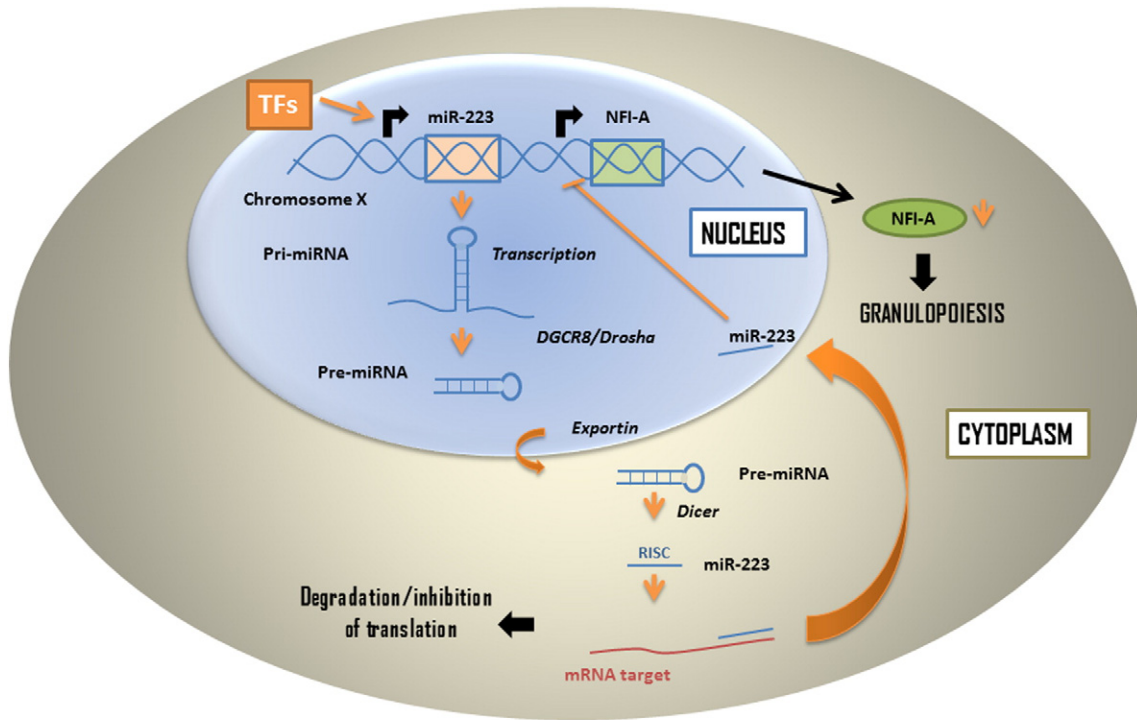 TFs
miR-223
NFI-A
Chromosome X
NUCLEUS
NFI-A
Pri-miRNA
Transcription
GRANULOPOIESIS
DGCR8/Drosha
miR-223
Pre-miRNA
Exportin
CYTOPLASM
Pre-miRNA
Dicer
RISC
miR-223
Degradation/inhibition
of translation
mRNA target